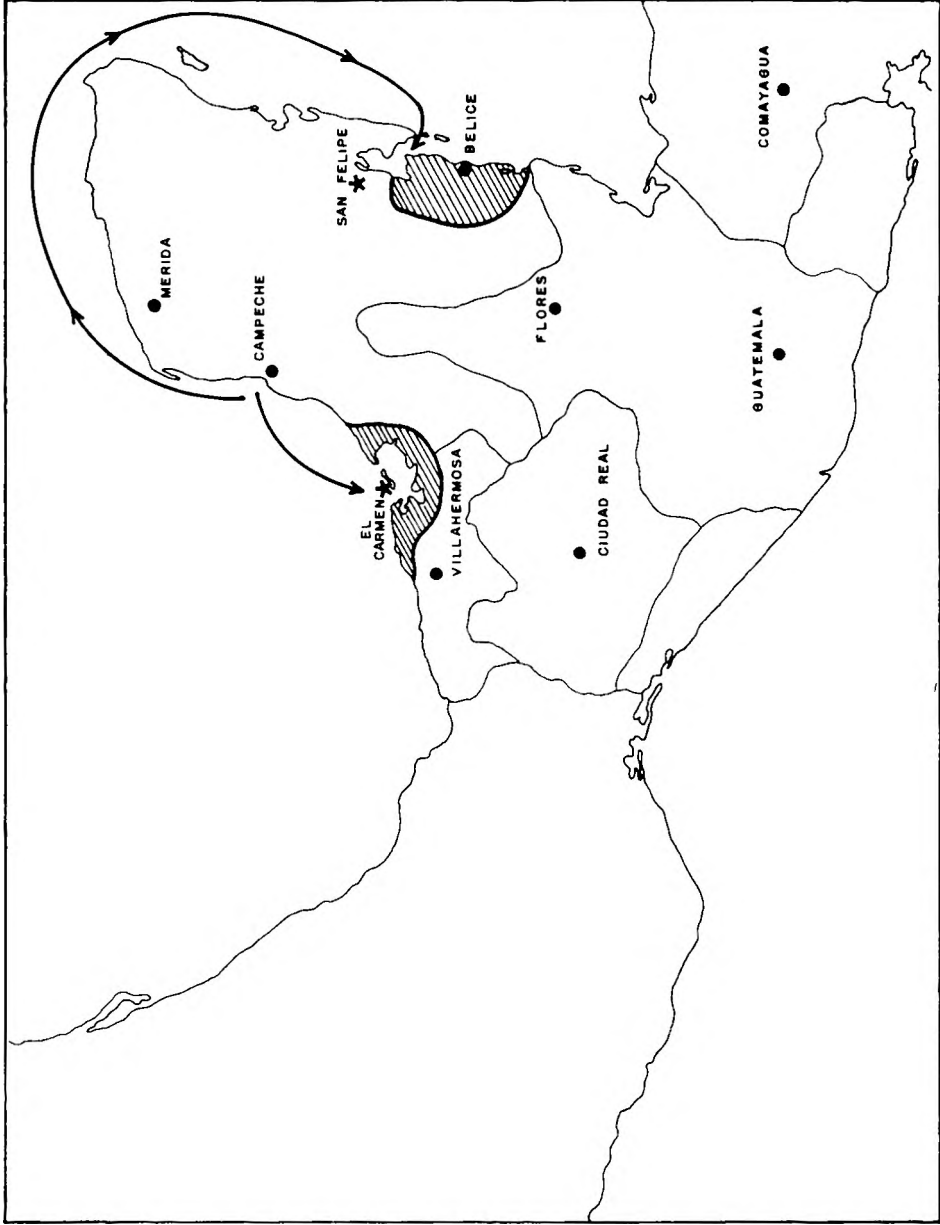 MERIDA
CAMPECHE
SAN FELIPE
BELICE
EL
CARMEN
VILLAHERMOSA
FLORES
CIUDAD REAL
GUATEMALA
COMAYAGUA